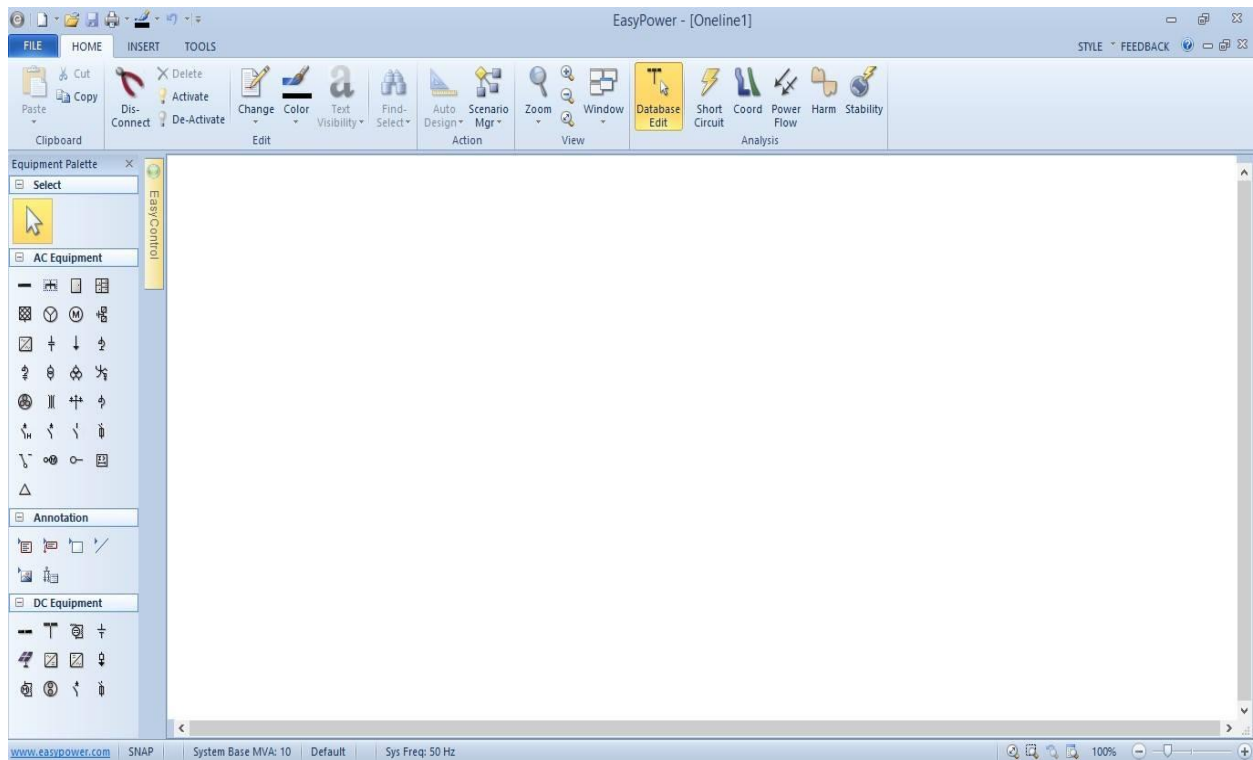 EasyPower - [Oneline1]
FILE HOME INSERT TOOLS STYLE FEEDBACK
Paste
Cut
Copy
Clipboard
Dis-
Connect
Delete
Activate
De-Activate
Change Color Text
Visibility
Find-
Select
Edit
Auto
Design
Scenario
Mgr
Action
Zoom Window
View
Database
Edit
Short
Circuit
Coord Power
Flow
Harm Stability
Analysis
Equipment Palette
Select
EasyControl
AC Equipment
Annotation
DC Equipment
www.easypower.com SNAP System Base MVA: 10 Default Sys Freq: 50 Hz 100%